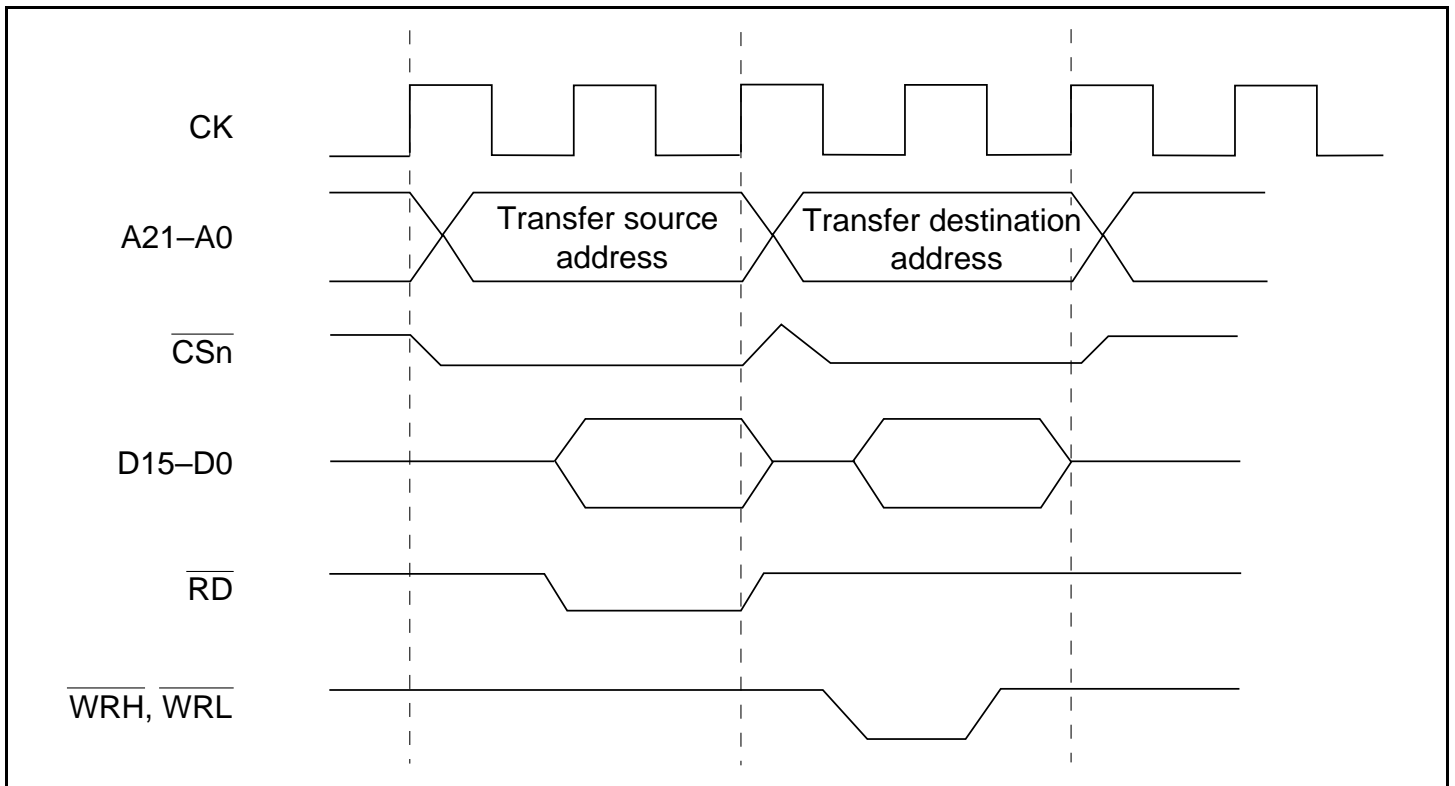 CK
A21–A0
Transfer source
address
Transfer destination
address
CSn
D15–D0
RD
WRH, WRL